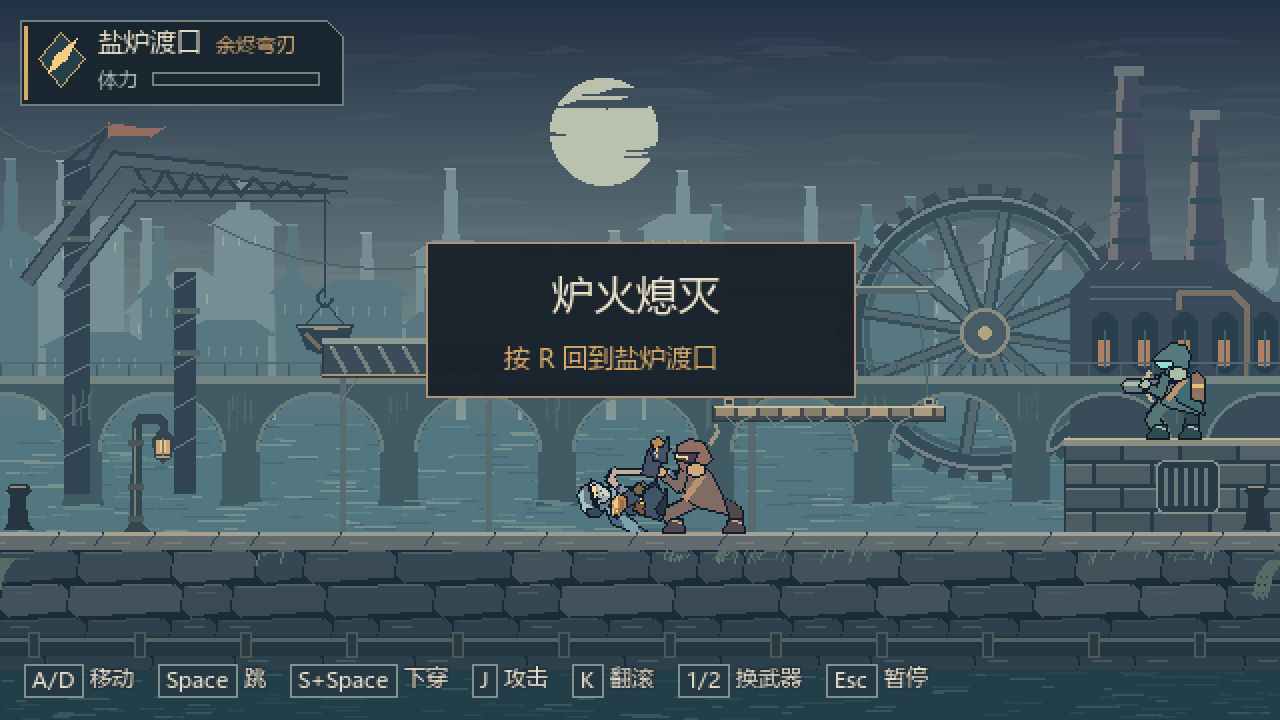 盐炉渡口 余烬弯刃
体力
炉火熄灭
按 R 回到盐炉渡口
A/D 移动 Space 跳 S+Space 下穿 J 攻击 K 翻滚 1/2 换武器 Esc 暂停